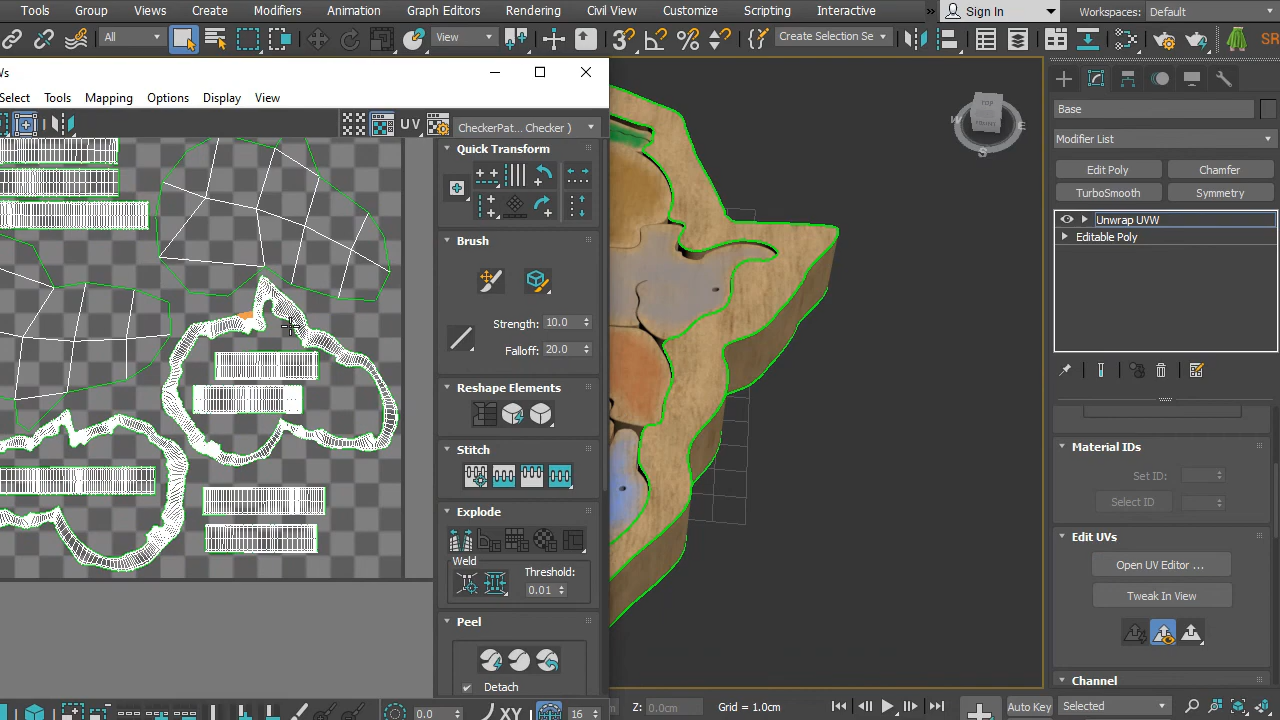 Tools Group Views Create Modifiers Animation Graph Editors Rendering Civil View Customize Scripting Interactive » Sign In Workspaces: Default
All View Create Selection Se SR
Ws
Select Tools Mapping Options Display View
UV CheckerPat... Checker )
Quick Transform
Brush
Strength: 10.0
Falloff: 20.0
Reshape Elements
Stitch
Explode
Weld
Threshold:
0.01
Peel
Detach
0.0 XY 16
TOP
W E
S
Base
Modifier List
Edit Poly Chamfer
TurboSmooth Symmetry
Unwrap UVW
Editable Poly
Material IDs
Set ID:
Select ID
Edit UVs
Open UV Editor ...
Tweak In View
Channel
Z: 0.0cm Grid = 1.0cm Auto Key Selected